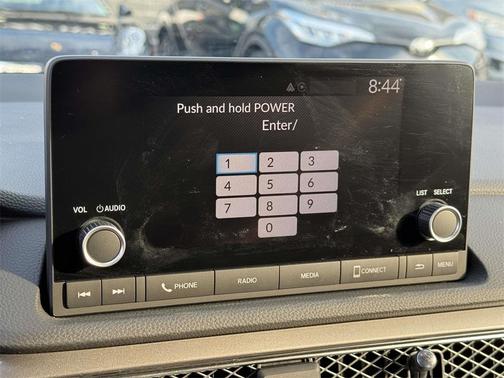 8:44
Push and hold POWER
Enter/
1 2 3
4 5 6
7 8 9
0
VOL AUDIO
LIST SELECT
PHONE RADIO MEDIA CONNECT MENU